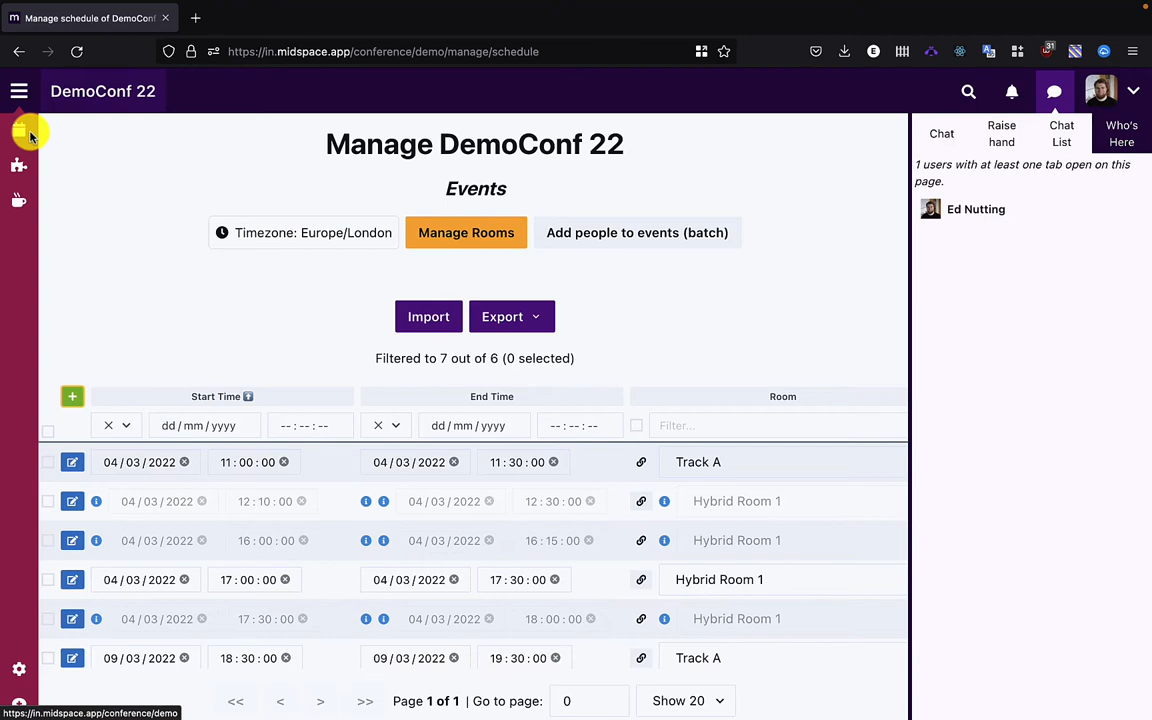 m Manage schedule of DemoConf
https://in.midspace.app/conference/demo/manage/schedule
31
DemoConf 22
Manage DemoConf 22
Events
Timezone: Europe/London
Manage Rooms
Add people to events (batch)
Import
Export
Filtered to 7 out of 6 (0 selected)
+ Start Time End Time Room
dd/mm/yyyy --:--:-- dd/mm/yyyy --:--:-- Filter...
04/03/2022 11:00:00 04/03/2022 11:30:00 Track A
04/03/2022 12:10:00 04/03/2022 12:30:00 Hybrid Room 1
04/03/2022 16:00:00 04/03/2022 16:15:00 Hybrid Room 1
04/03/2022 17:00:00 04/03/2022 17:30:00 Hybrid Room 1
04/03/2022 17:30:00 04/03/2022 18:00:00 Hybrid Room 1
09/03/2022 18:30:00 09/03/2022 19:30:00 Track A
<< < > >> Page 1 of 1 | Go to page: 0 Show 20
https://in.midspace.app/conference/demo
Chat
Raise hand
Chat List
Who's Here
1 users with at least one tab open on this
page.
Ed Nutting